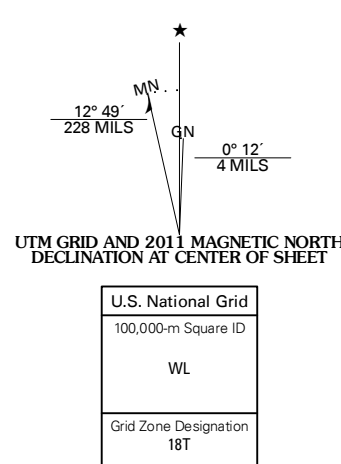 ★
MN
12° 49´
228 MILS
GN
0° 12´
4 MILS
UTM GRID AND 2011 MAGNETIC NORTH
DECLINATION AT CENTER OF SHEET
U.S. National Grid
100,000-m Square ID
WL
Grid Zone Designation
18T